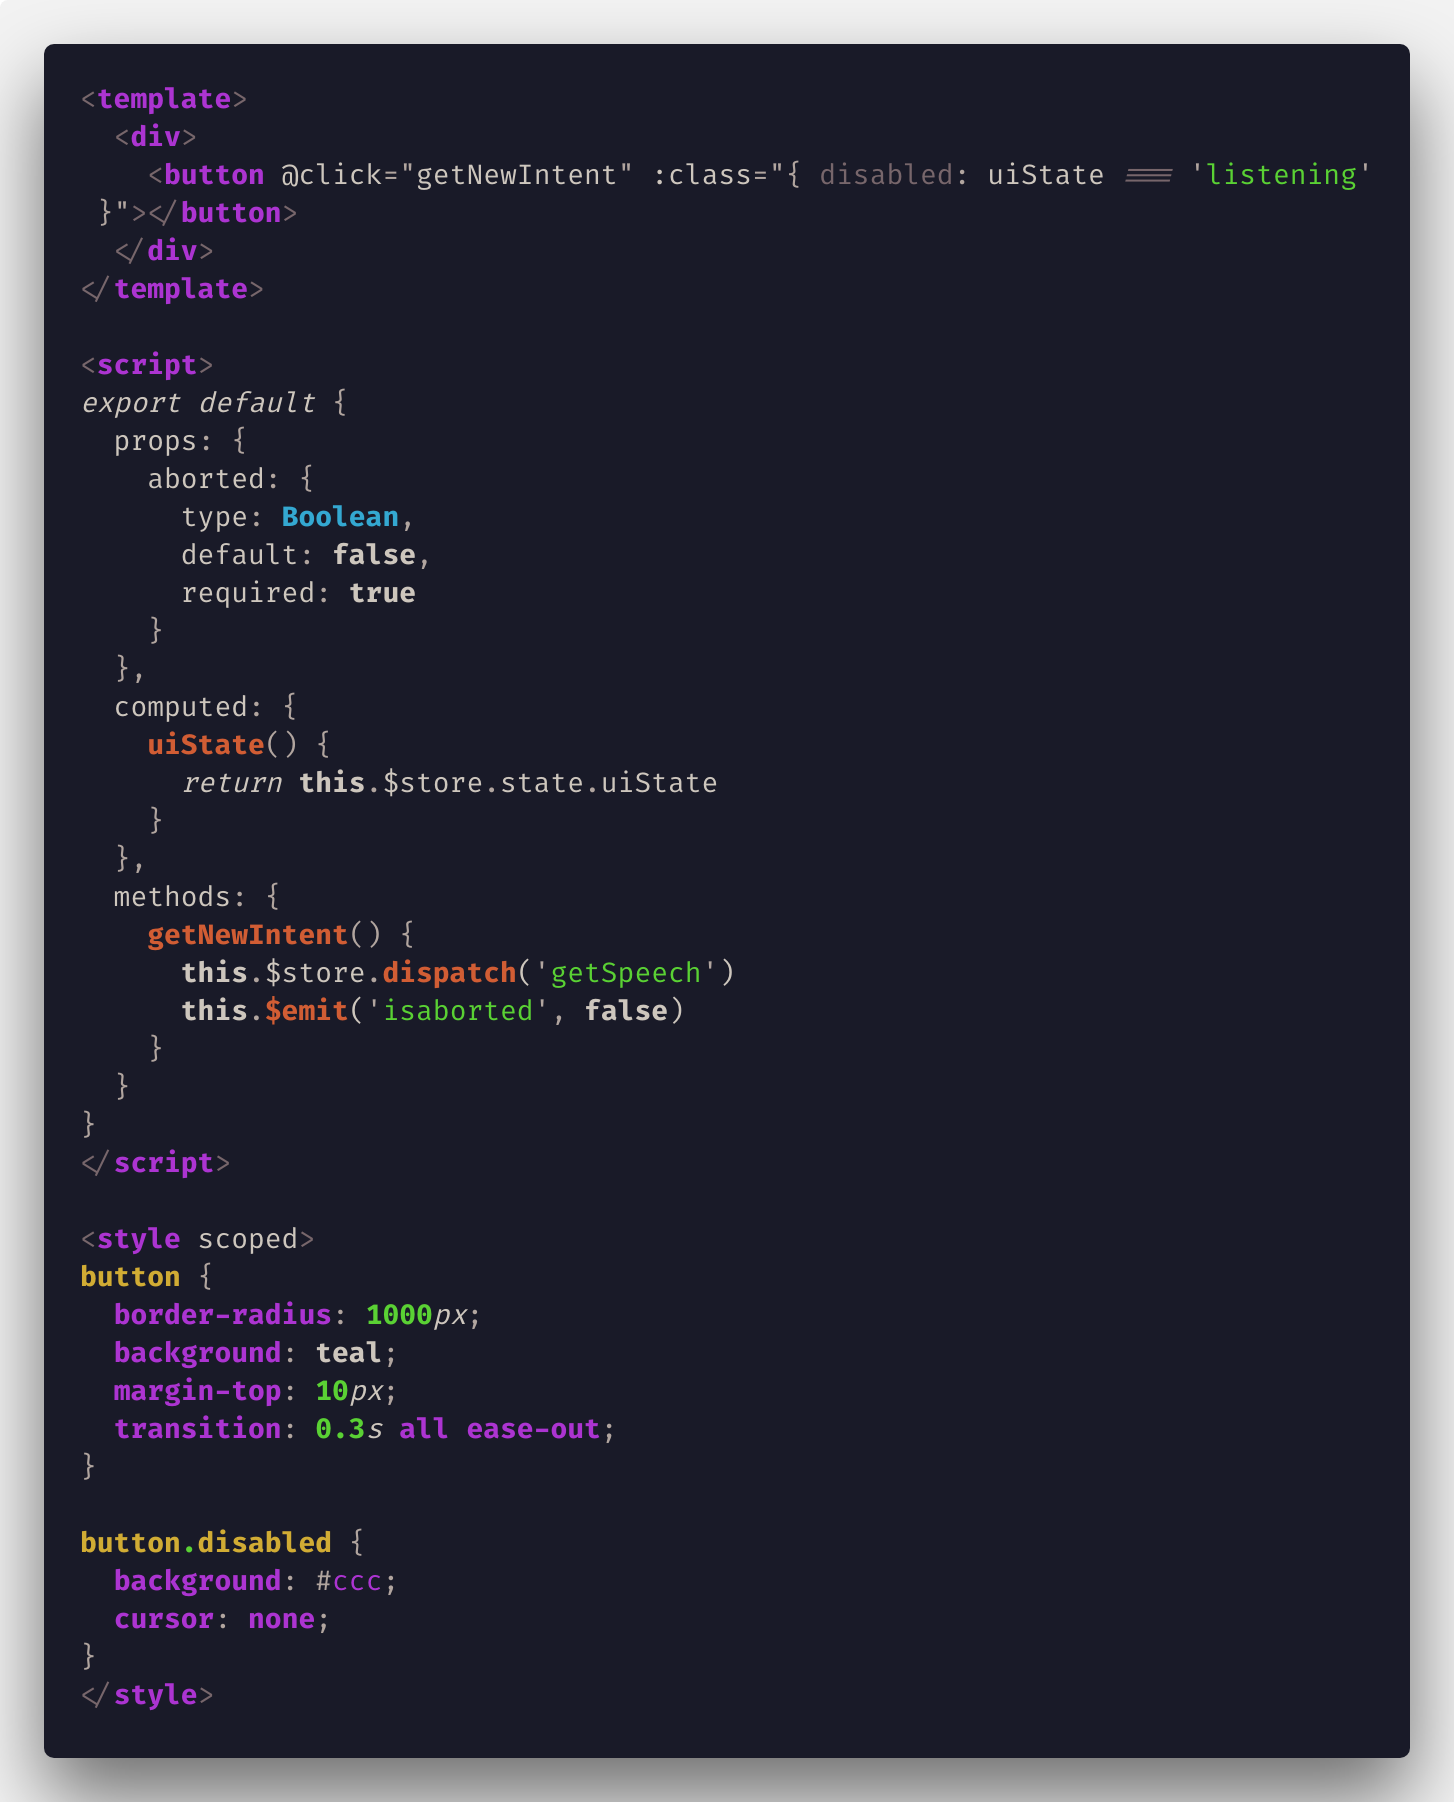 <template>
  <div>
    <button @click="getNewIntent" :class="{ disabled: uiState === 'listening'
 }"></button>
  </div>
</template>

<script>
export default {
  props: {
    aborted: {
      type: Boolean,
      default: false,
      required: true
    }
  },
  computed: {
    uiState() {
      return this.$store.state.uiState
    }
  },
  methods: {
    getNewIntent() {
      this.$store.dispatch('getSpeech')
      this.$emit('isaborted', false)
    }
  }
}
</script>

<style scoped>
button {
  border-radius: 1000px;
  background: teal;
  margin-top: 10px;
  transition: 0.3s all ease-out;
}

button.disabled {
  background: #ccc;
  cursor: none;
}
</style>